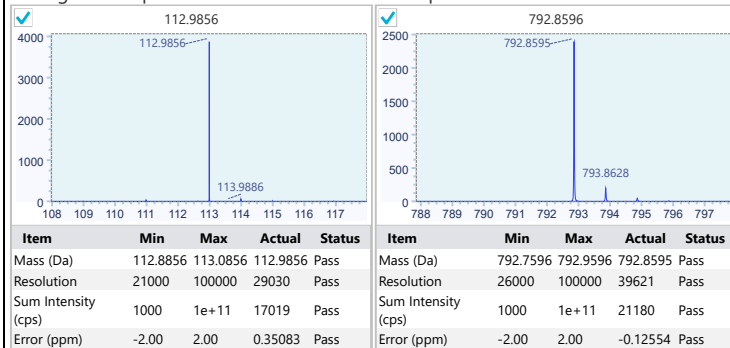 112.9856
4000
3000
2000
1000
0
112.9856
113.9886
108 109 110 111 112 113 114 115 116 117
Item Min Max Actual Status
Mass (Da) 112.8856 113.0856 112.9856 Pass
Resolution 21000 100000 29030 Pass
Sum Intensity
(cps) 1000 1e+11 17019 Pass
Error (ppm) -2.00 2.00 0.35083 Pass
792.8596
2500
2000
1500
1000
500
0
792.8595
793.8628
788 789 790 791 792 793 794 795 796 797
Item Min Max Actual Status
Mass (Da) 792.7596 792.9596 792.8595 Pass
Resolution 26000 100000 39621 Pass
Sum Intensity
(cps) 1000 1e+11 21180 Pass
Error (ppm) -2.00 2.00 -0.12554 Pass